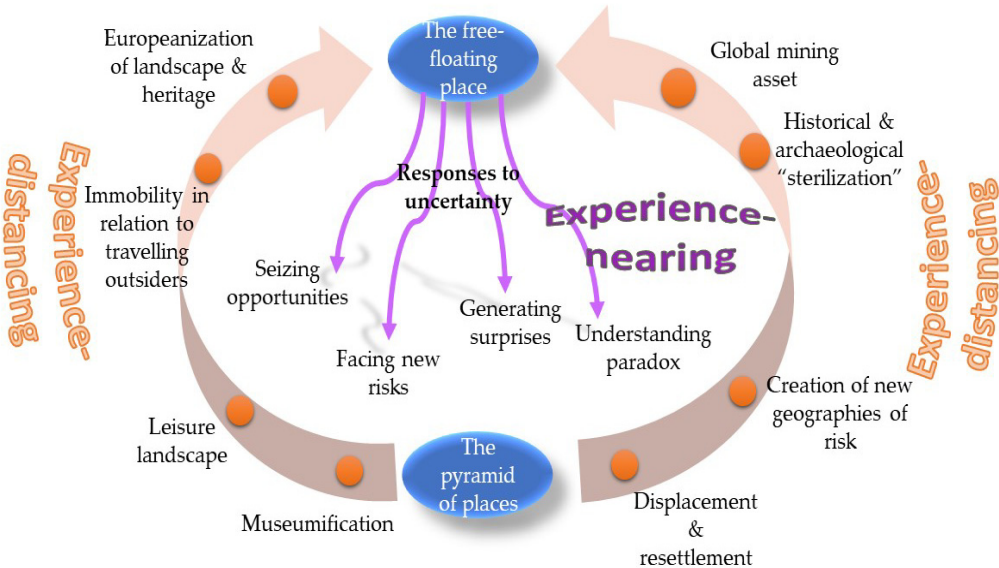 Europeanization
of landscape &
heritage
The free-
floating
place
Global mining
asset
Historical &
archaeological
“sterilization”
Experience-
distancing
Immobility in
relation to
travelling
outsiders
Responses to
uncertainty
Experience-
nearing
Experience-
distancing
Seizing
opportunities
Generating
surprises
Understanding
paradox
Facing new
risks
Creation of new
geographies of
risk
Leisure
landscape
The
pyramid
of places
Museumification
Displacement
&
resettlement